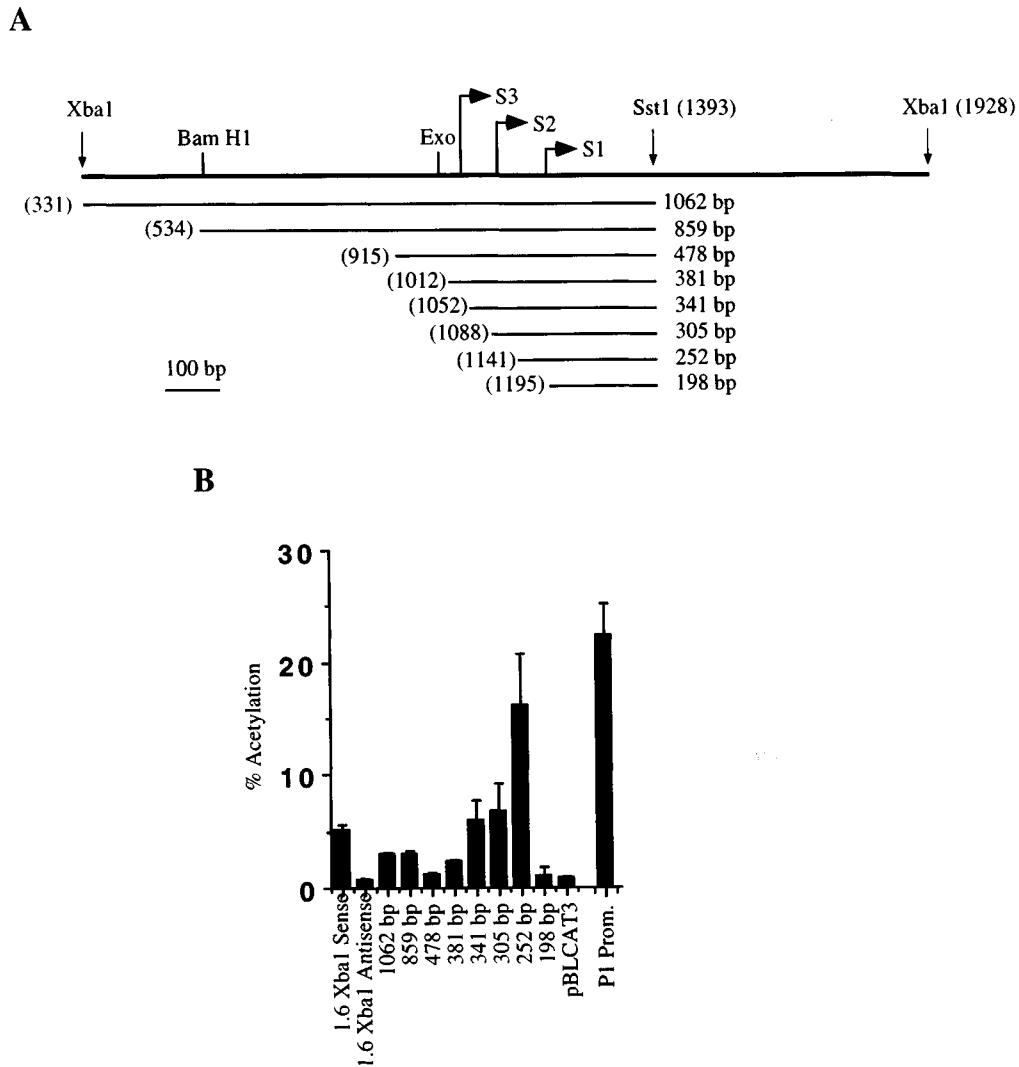 A
Xba1
Bam H1
Exo
S3
S2
S1
Sst1 (1393)
Xba1 (1928)
(331) 1062 bp
(534) 859 bp
(915) 478 bp
(1012) 381 bp
(1052) 341 bp
(1088) 305 bp
(1141) 252 bp
(1195) 198 bp
100 bp
B
% Acetylation
30
20
10
0
1.6 Xba1 Sense
1.6 Xba1 Antisense
1062 bp
859 bp
478 bp
381 bp
341 bp
305 bp
252 bp
198 bp
pBLCAT3
P1 Prom.